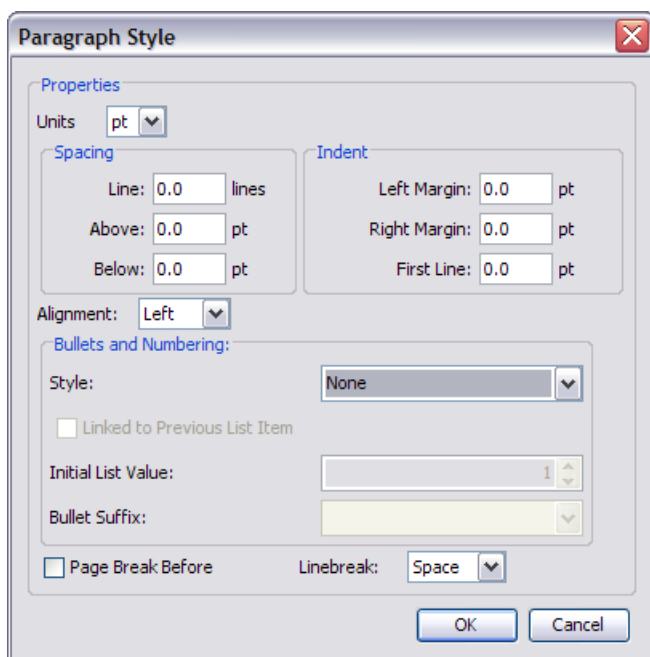 Paragraph Style
Properties
Units pt
Spacing
Line: 0.0 lines
Above: 0.0 pt
Below: 0.0 pt
Indent
Left Margin: 0.0 pt
Right Margin: 0.0 pt
First Line: 0.0 pt
Alignment: Left
Bullets and Numbering:
Style: None
Linked to Previous List Item
Initial List Value: 1
Bullet Suffix:
Page Break Before Linebreak: Space
OK Cancel